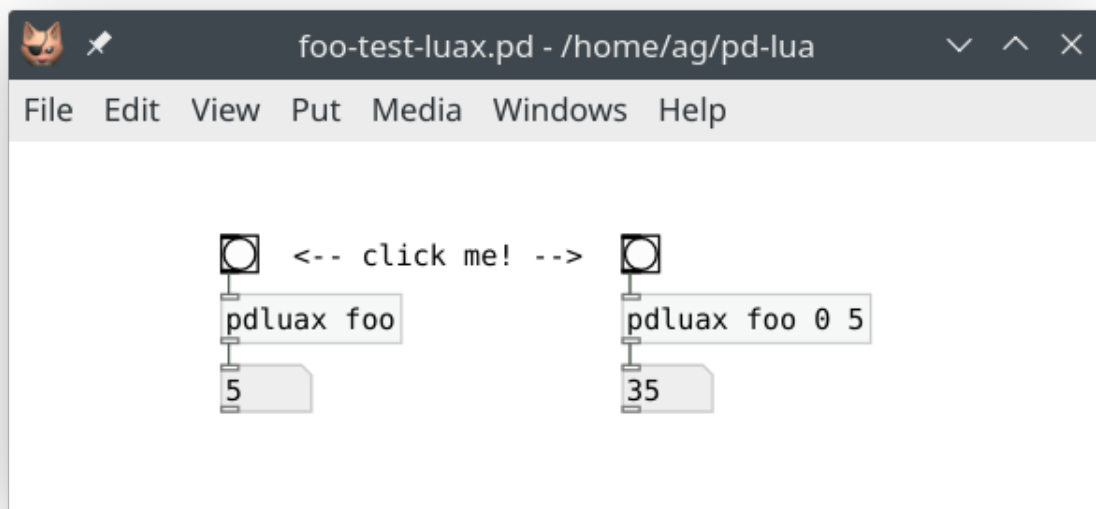 foo-test-luax.pd - /home/ag/pd-lua
File Edit View Put Media Windows Help
<-- click me! -->
pdluax foo pdluax foo 0 5
5 35